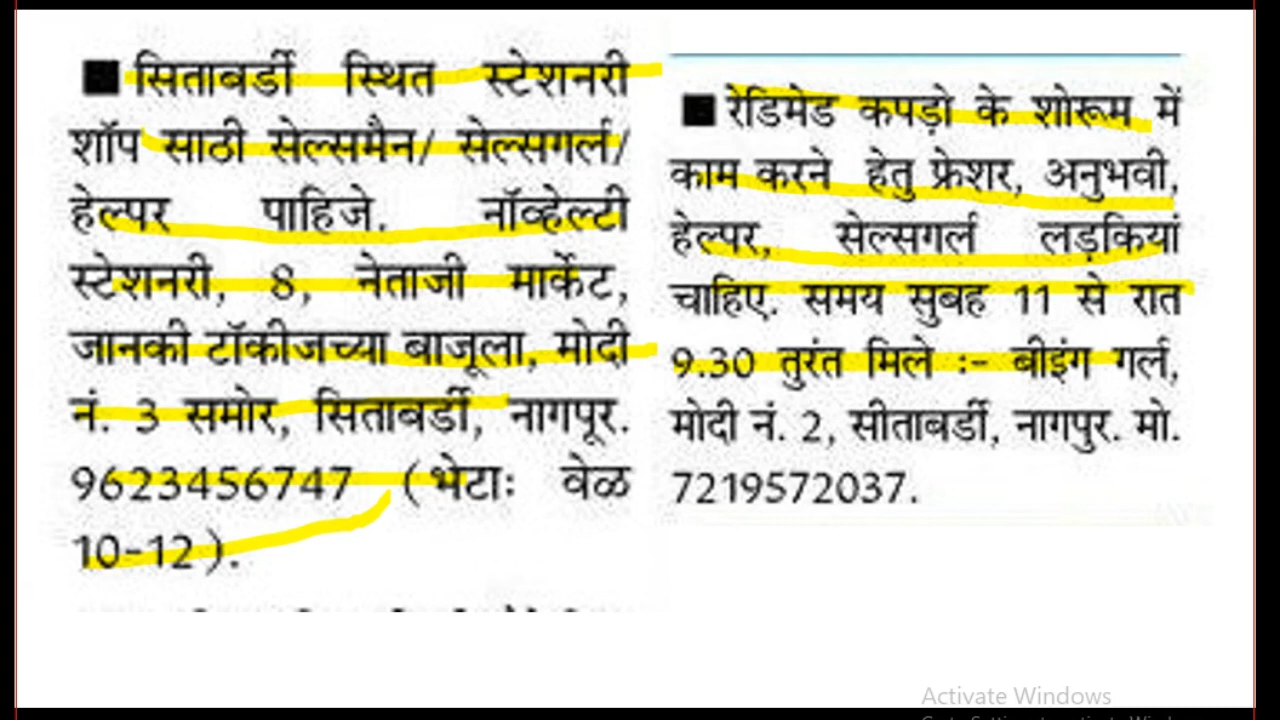 ■ सिताबर्डी स्थित स्टेशनरी
शॉप साठी सेल्समैन/ सेल्सगर्ल/
हेल्पर पाहिजे. नॉव्हेल्टी
स्टेशनरी, 8, नेताजी मार्केट,
जानकी टॉकीजच्या बाजूला, मोदी
नं. 3 समोर, सिताबर्डी, नागपूर.
9623456747 (भेटाः वेळ
10-12).
■ रेडिमेड कपड़ो के शोरूम में
काम करने हेतु फ्रेशर, अनुभवी,
हेल्पर, सेल्सगर्ल लड़कियां
चाहिए. समय सुबह 11 से रात
9.30 तुरंत मिले :- बीइंग गर्ल,
मोदी नं. 2, सीताबर्डी, नागपुर. मो.
7219572037.
Activate Windows